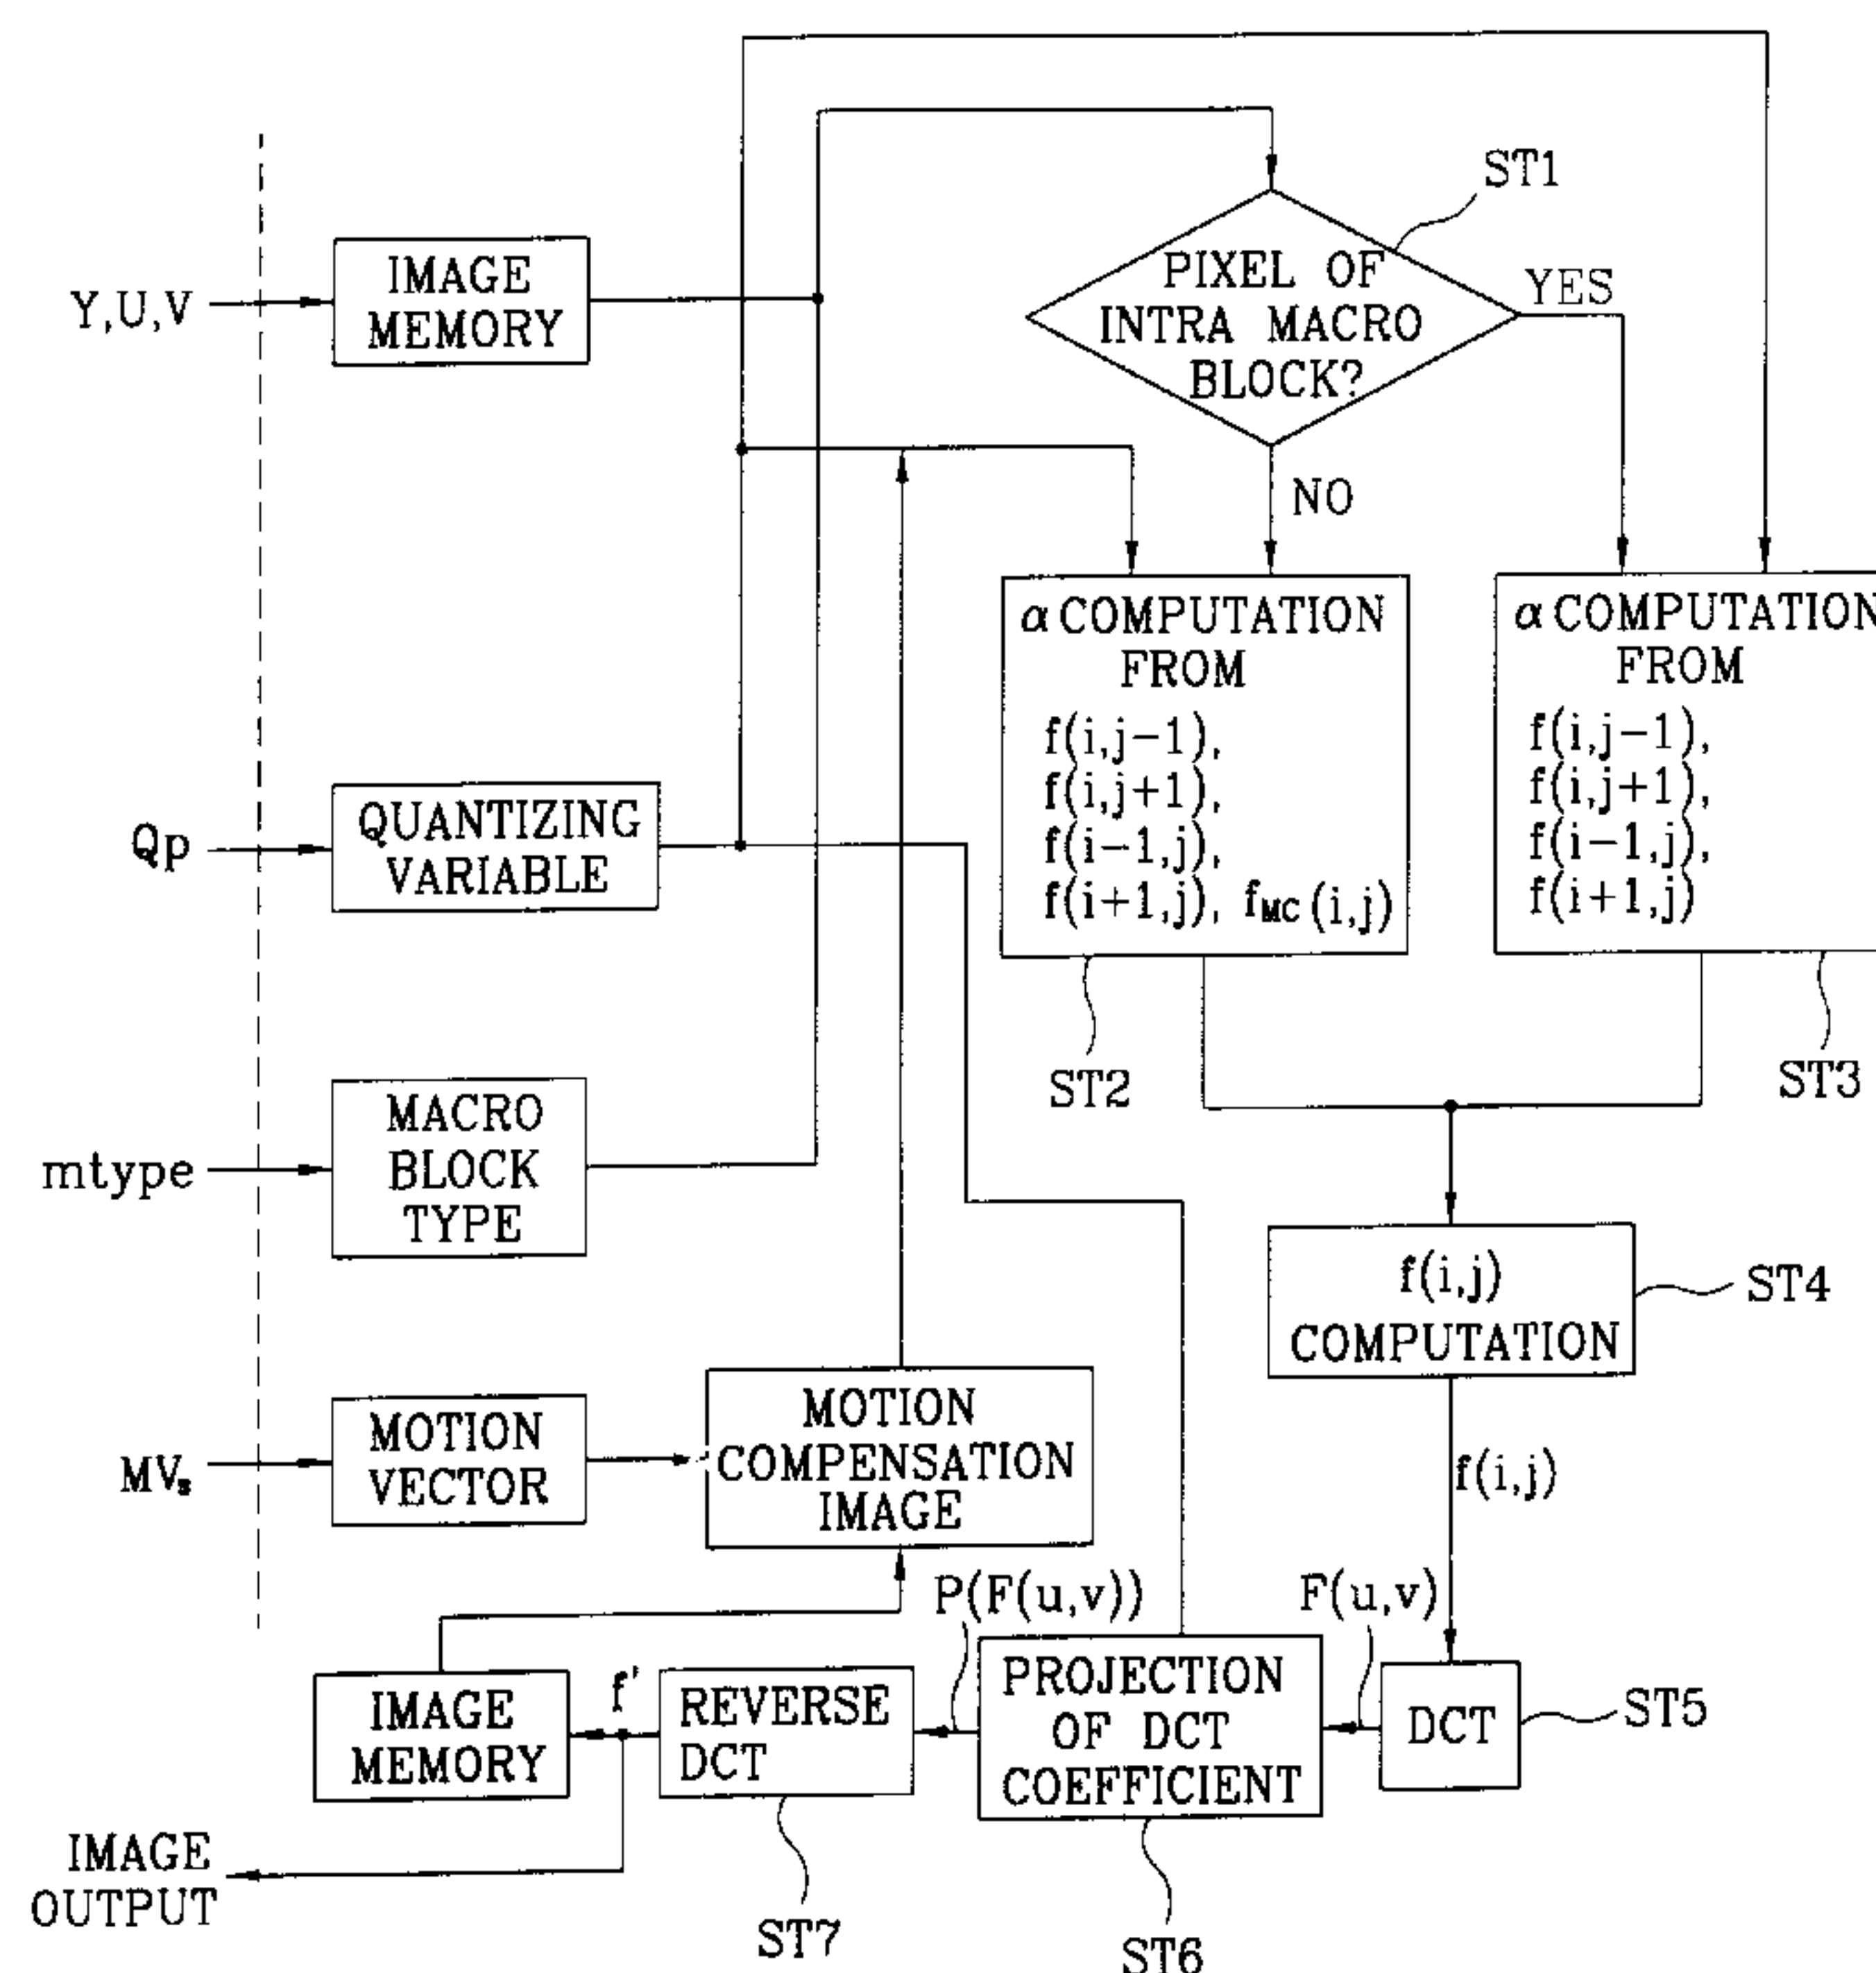 ST1
Y,U,V
IMAGE
MEMORY
PIXEL OF
INTRA MACRO
BLOCK?
YES
NO
Qp
QUANTIZING
VARIABLE
α COMPUTATION
FROM
f(i,j-1),
f(i,j+1),
f(i-1,j),
f(i+1,j), fMC(i,j)
ST2
α COMPUTATION
FROM
f(i,j-1),
f(i,j+1),
f(i-1,j),
f(i+1,j)
ST3
mtype
MACRO
BLOCK
TYPE
f(i,j)
COMPUTATION
ST4
MVs
MOTION
VECTOR
MOTION
COMPENSATION
IMAGE
f(i,j)
F(u,v)
DCT
ST5
P(F(u,v))
PROJECTION
OF DCT
COEFFICIENT
ST6
REVERSE
DCT
ST7
f'
IMAGE
MEMORY
IMAGE
OUTPUT